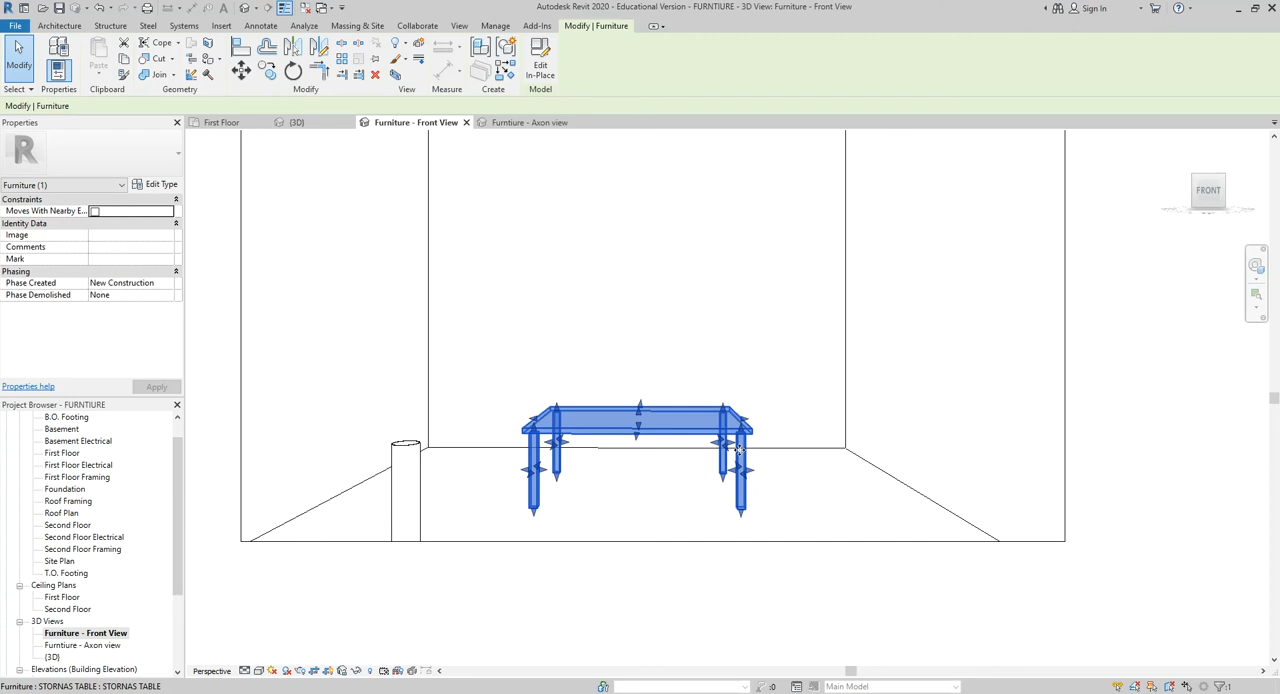 Autodesk Revit 2020 - Educational Version - FURNTIURE - 3D View: Furniture - Front View
Sign In
File Architecture Structure Steel Systems Insert Annotate Analyze Massing & Site Collaborate View Manage Add-Ins Modify | Furniture
Modify
Paste
Cope
Cut
Join
Edit
In-Place
Select Properties Clipboard Geometry Modify View Measure Create Model
Modify | Furniture
Properties
First Floor
{3D}
Furniture - Front View
Furntiure - Axon view
R
FRONT
Furniture (1)
Edit Type
Constraints
Moves With Nearby E...
Identity Data
Image
Comments
Mark
Phasing
Phase Created New Construction
Phase Demolished None
Properties help
Apply
Project Browser - FURNTIURE
B.O. Footing
Basement
Basement Electrical
First Floor
First Floor Electrical
First Floor Framing
Foundation
Roof Framing
Roof Plan
Second Floor
Second Floor Electrical
Second Floor Framing
Site Plan
T.O. Footing
Ceiling Plans
First Floor
Second Floor
3D Views
Furniture - Front View
Furntiure - Axon view
{3D}
Elevations (Building Elevation)
Perspective
Furniture : STORNAS TABLE : STORNAS TABLE
:0
Main Model
:1